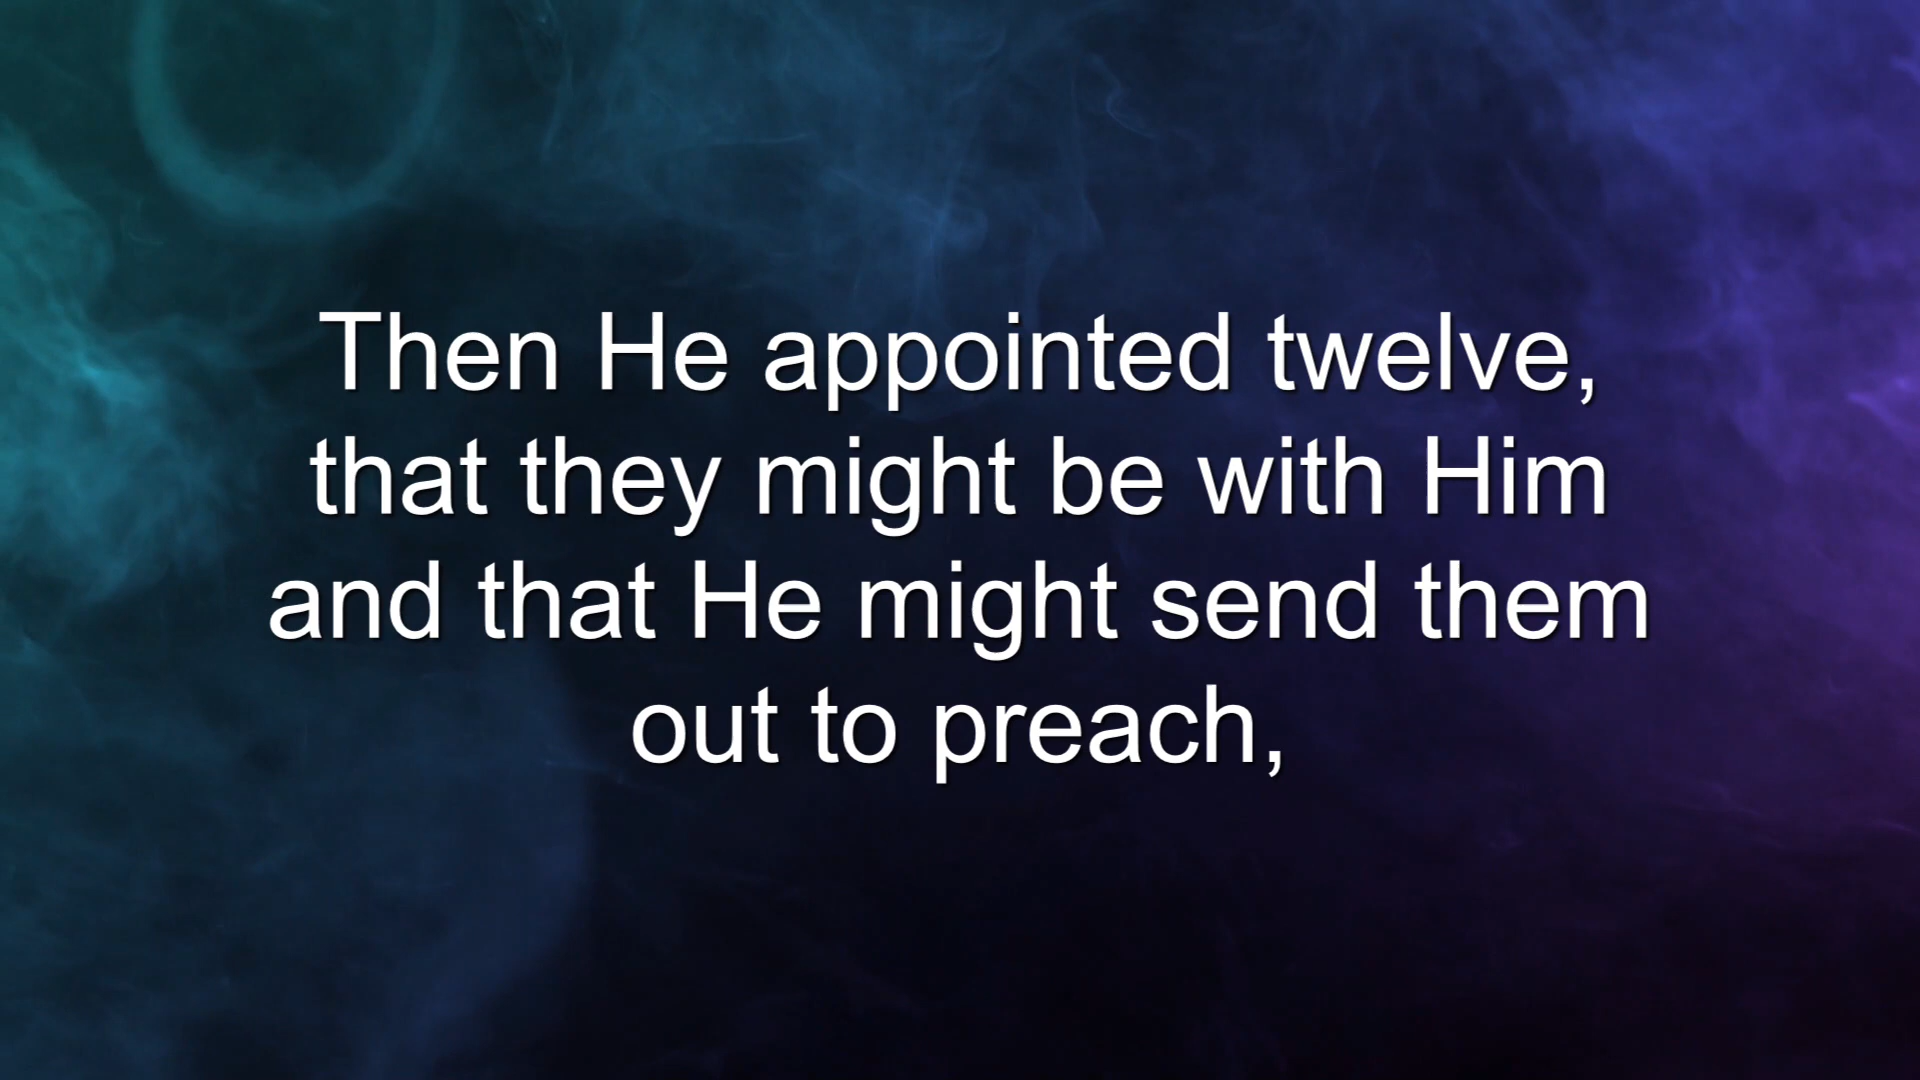 Then He appointed twelve,
that they might be with Him
and that He might send them
out to preach,